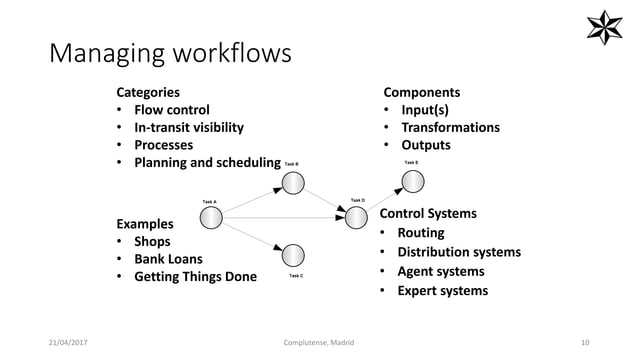 Managing workflows
Categories
• Flow control
• In-transit visibility
• Processes
• Planning and scheduling
Components
• Input(s)
• Transformations
• Outputs
Task B
Task E
Task A
Task D
Task C
Examples
• Shops
• Bank Loans
• Getting Things Done
Control Systems
• Routing
• Distribution systems
• Agent systems
• Expert systems
21/04/2017
Complutense, Madrid
10